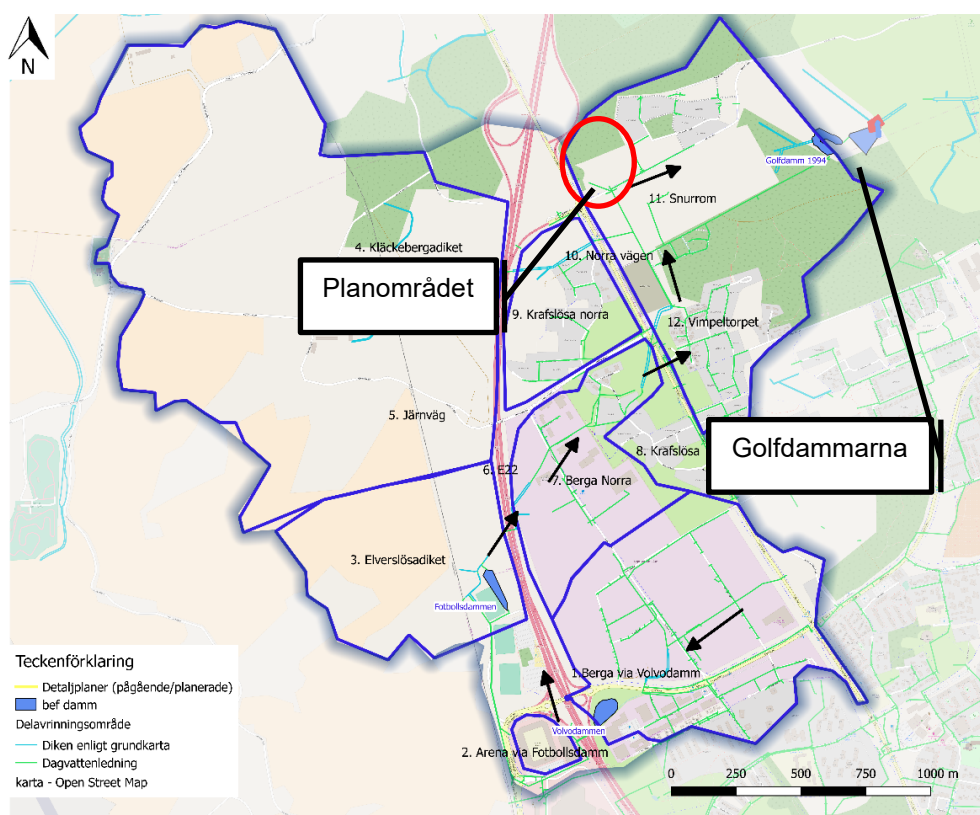 N
Golfdamm 1994
11. Snurrom
4. Kläckebergadiket
10. Norra vägen
Planområdet
9. Krafslösa norra
12. Vimpeltorpet
5. Järnväg
8. Krafslösa
Golfdammarna
6. E22
7. Berga Norra
3. Elverslösadiket
Fotbollsdammen
1.Berga via Volvodamm
Volvodammen
2. Arena via Fotbollsdamm
Teckenförklaring
Detaljplaner (pågående/planerade)
bef damm
Delavrinningsområde
Diken enligt grundkarta
Dagvattenledning
karta - Open Street Map
0 250 500 750 1000 m